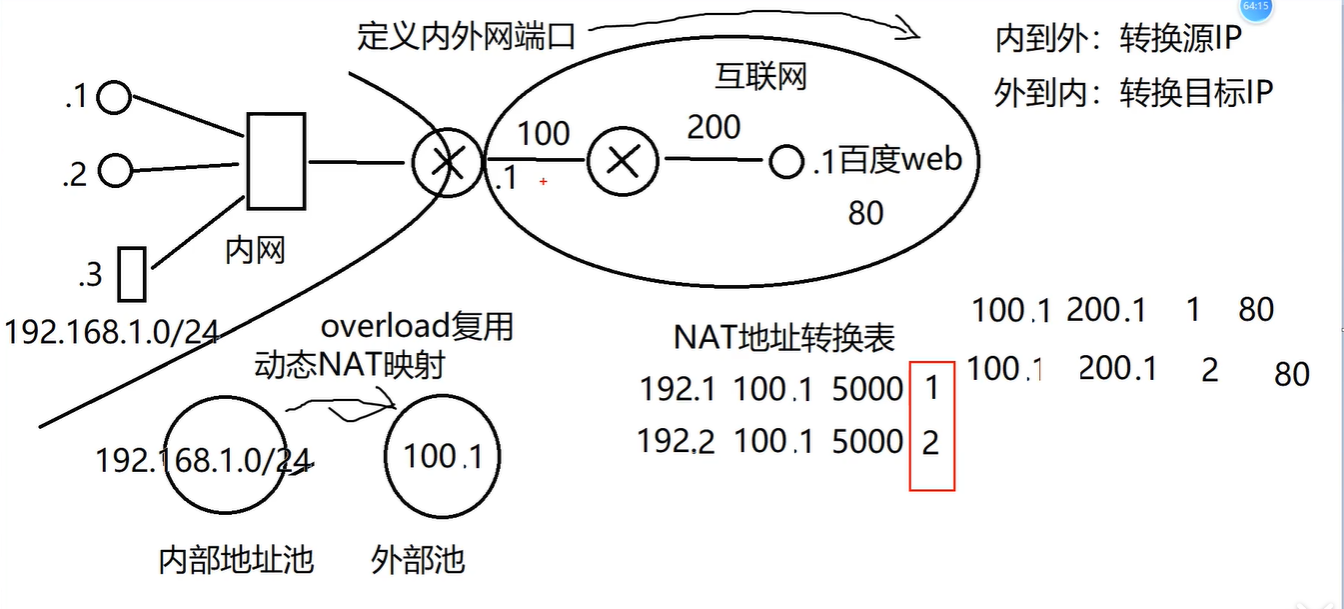 64:15
定义内外网端口
内到外：转换源IP
外到内：转换目标IP
互联网
.1
.2
.3
192.168.1.0/24
内网
100
.1
200
.1百度web
80
overload复用
动态NAT映射
192.168.1.0/24
100.1
内部地址池
外部池
NAT地址转换表
192.1 100.1 5000 1
192.2 100.1 5000 2
100.1 200.1 1 80
100.1 200.1 2 80